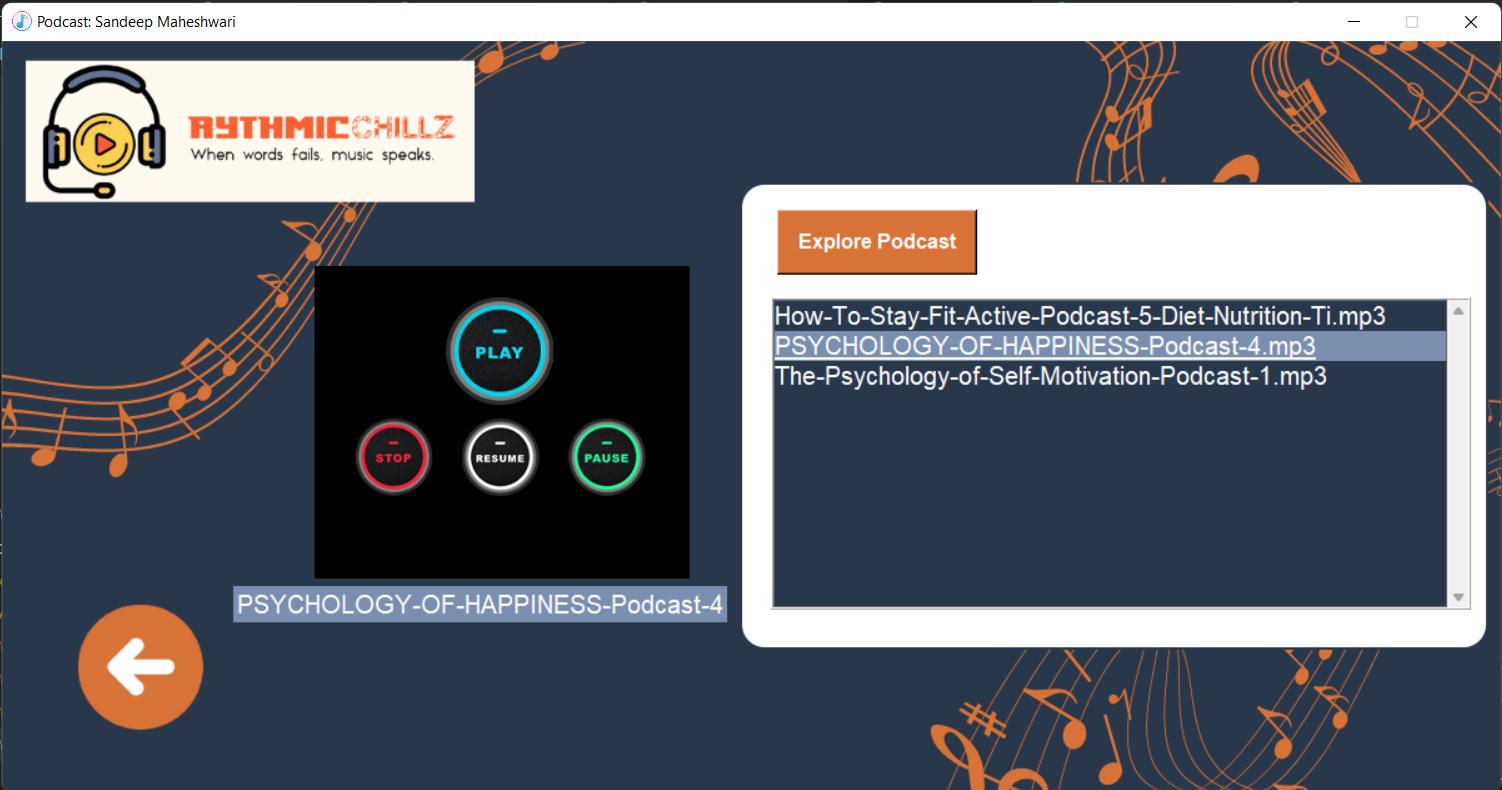 Podcast: Sandeep Maheshwari
RYTHMICCHILLZ
When words fails, music speaks.
Explore Podcast
How-To-Stay-Fit-Active-Podcast-5-Diet-Nutrition-Ti.mp3
PSYCHOLOGY-OF-HAPPINESS-Podcast-4.mp3
The-Psychology-of-Self-Motivation-Podcast-1.mp3
PLAY
STOP
RESUME
PAUSE
PSYCHOLOGY-OF-HAPPINESS-Podcast-4